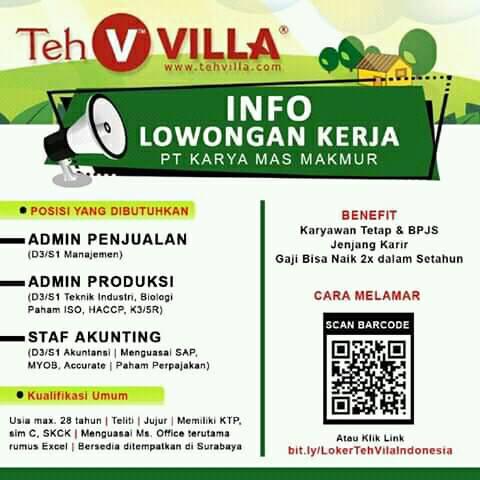 Teh V™ VILLA®
www.tehvilla.com
INFO
LOWONGAN KERJA
PT KARYA MAS MAKMUR
POSISI YANG DIBUTUHKAN
ADMIN PENJUALAN
(D3/S1 Manajemen)
ADMIN PRODUKSI
(D3/S1 Teknik Industri, Biologi
Paham ISO, HACCP, K3/5R)
STAF AKUNTING
(D3/S1 Akuntansi | Menguasai SAP,
MYOB, Accurate | Paham Perpajakan)
Kualifikasi Umum
Usia max. 28 tahun | Teliti | Jujur | Memiliki KTP,
sim C, SKCK | Menguasai Ms. Office terutama
rumus Excel | Bersedia ditempatkan di Surabaya
BENEFIT
Karyawan Tetap & BPJS
Jenjang Karir
Gaji Bisa Naik 2x dalam Setahun
CARA MELAMAR
SCAN BARCODE
Atau Klik Link
bit.ly/LokerTehVilaIndonesia